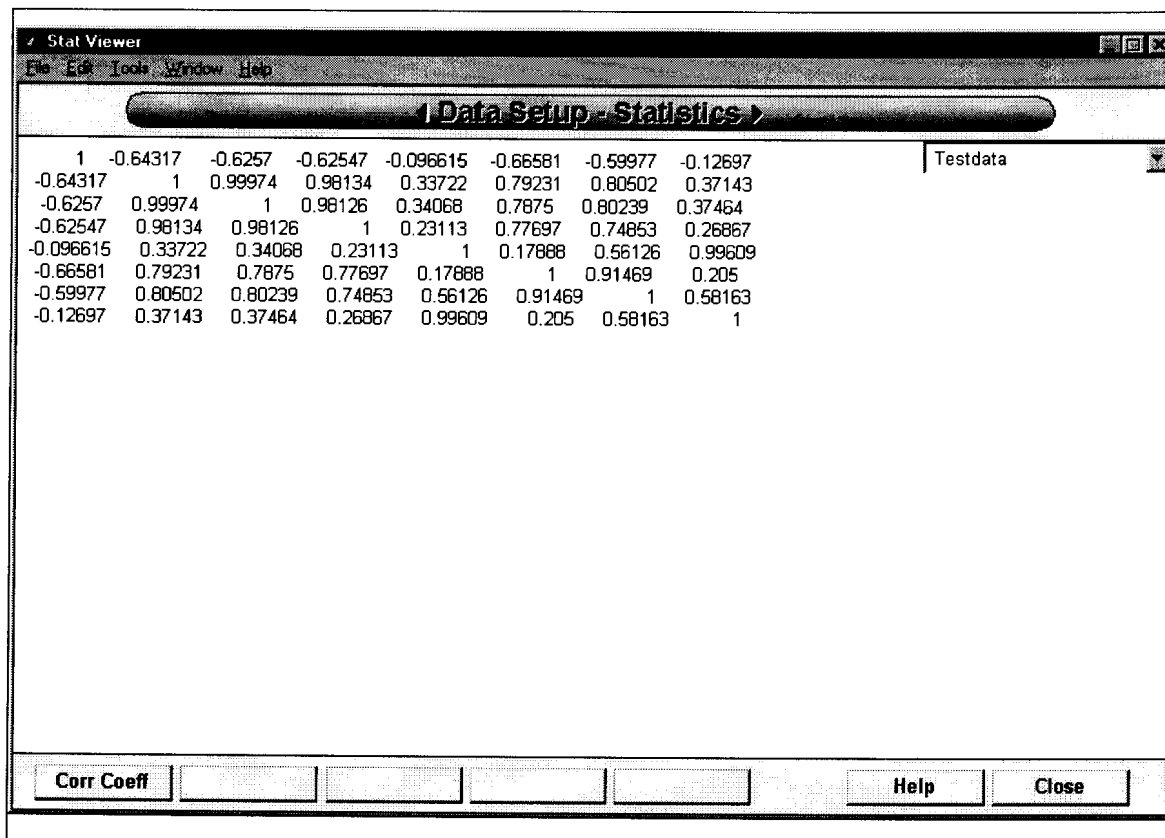 Stat Viewer
File Edit Tools Window Help
Data Setup - Statistics
Testdata
1 -0.64317 -0.6257 -0.62547 -0.096615 -0.66581 -0.59977 -0.12697
-0.64317 1 0.99974 0.98134 0.33722 0.79231 0.80502 0.37143
-0.6257 0.99974 1 0.98126 0.34068 0.7875 0.80239 0.37464
-0.62547 0.98134 0.98126 1 0.23113 0.77697 0.74853 0.26867
-0.096615 0.33722 0.34068 0.23113 1 0.17888 0.56126 0.99609
-0.66581 0.79231 0.7875 0.77697 0.17888 1 0.91469 0.205
-0.59977 0.80502 0.80239 0.74853 0.56126 0.91469 1 0.58163
-0.12697 0.37143 0.37464 0.26867 0.99609 0.205 0.58163 1
Corr Coeff Help Close